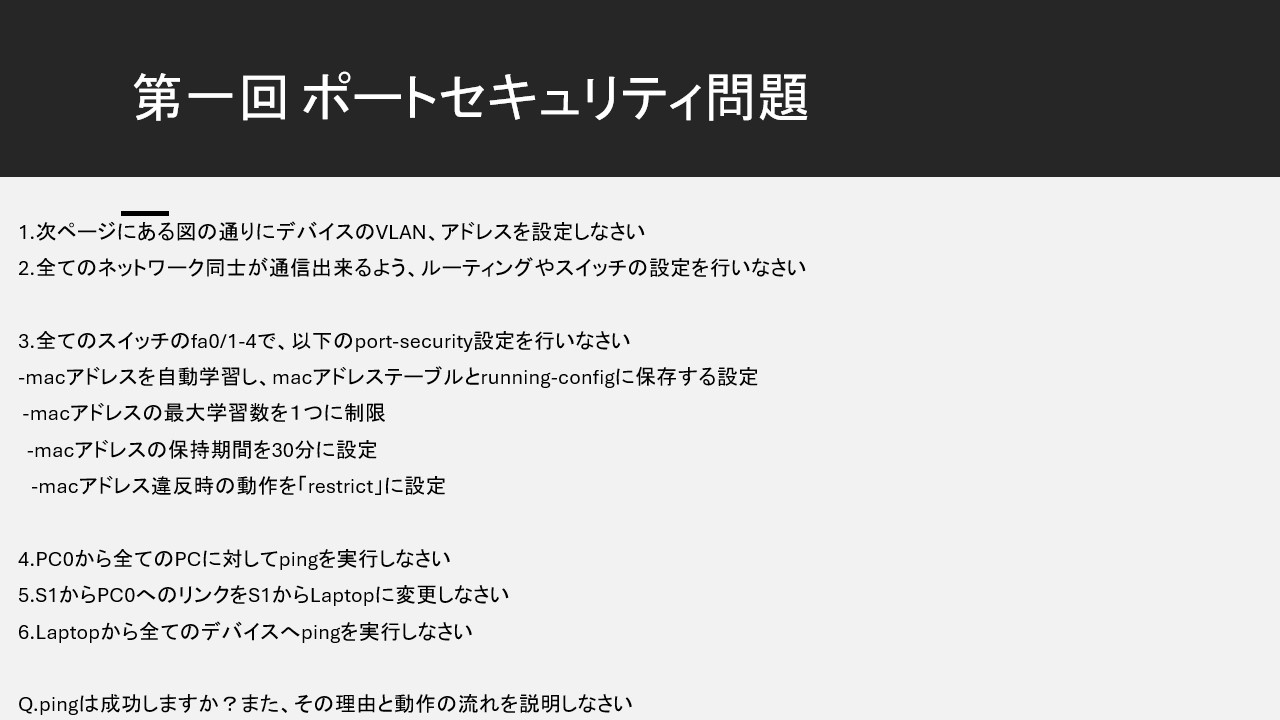 第一回 ポートセキュリティ問題
1.次ページにある図の通りにデバイスのVLAN、アドレスを設定しなさい
2.全てのネットワーク同士が通信出来るよう、ルーティングやスイッチの設定を行いなさい
3.全てのスイッチのfa0/1-4で、以下のport-security設定を行いなさい
-macアドレスを自動学習し、macアドレステーブルとrunning-configに保存する設定
-macアドレスの最大学習数を１つに制限
-macアドレスの保持期間を30分に設定
-macアドレス違反時の動作を「restrict」に設定
4.PC0から全てのPCに対してpingを実行しなさい
5.S1からPC0へのリンクをS1からLaptopに変更しなさい
6.Laptopから全てのデバイスへpingを実行しなさい
Q.pingは成功しますか？また、その理由と動作の流れを説明しなさい